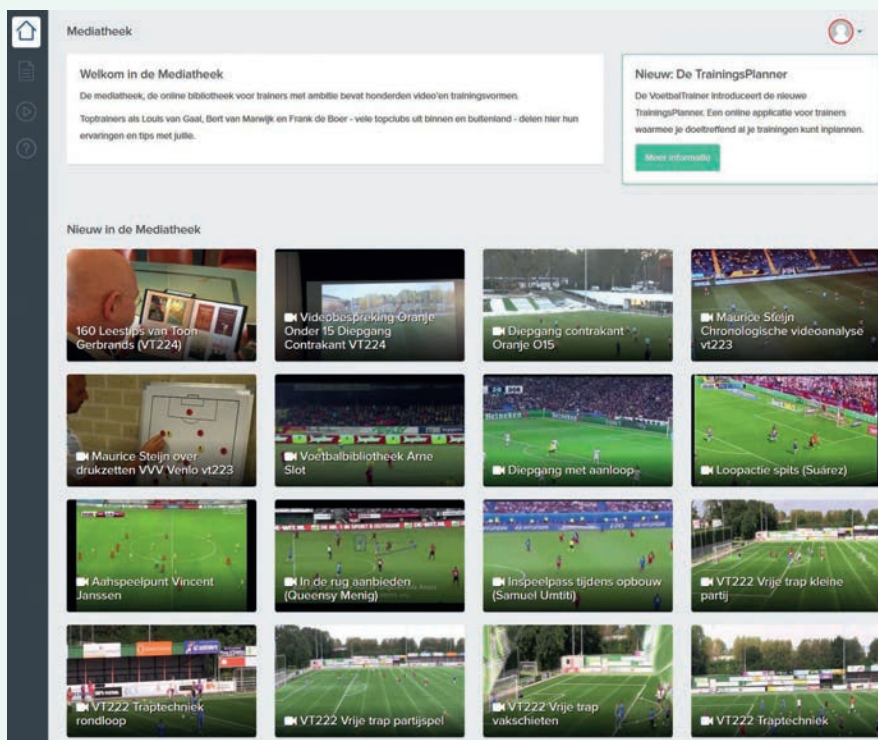 Mediatheek
Welkom in de Mediatheek
De mediatheek, de online bibliotheek voor trainers met ambitie bevat honderden video'en trainingsvormen.
Toptrainers als Louis van Gaal, Bert van Marwijk en Frank de Boer - vele topclubs uit binnen en buitenland - delen hier hun
ervaringen en tips met jullie.
Nieuw: De TrainingsPlanner
De VoetbalTrainer introduceert de nieuwe
TrainingsPlanner. Een online applicatie voor trainers
waarmee je doeltreffend al je trainingen kunt inplannen.
Meer informatie
Nieuw in de Mediatheek
160 Leestips van Toon
Gerbrands (VT224)
Videobespreking Oranje
Onder 15 Diepgang
Contrakant VT224
Diepgang contrakant
Oranje O15
Maurice Steijn
Chronologische videoanalyse
vt223
Maurice Steijn over
drukzetten VVV Venlo vt223
Voetbalbibliotheek Arne
Slot
Heineken
Diepgang met aanloop
Loopactie spits (Suárez)
Aanspeelpunt Vincent
Janssen
In de rug aanbieden
(Queensy Menig)
Inspeelpass tijdens opbouw
(Samuel Umtiti)
VT222 Vrije trap kleine
partij
VT222 Traptechniek
rondloop
VT222 Vrije trap partijspel
VT222 Vrije trap
vakschieten
VT222 Traptechniek